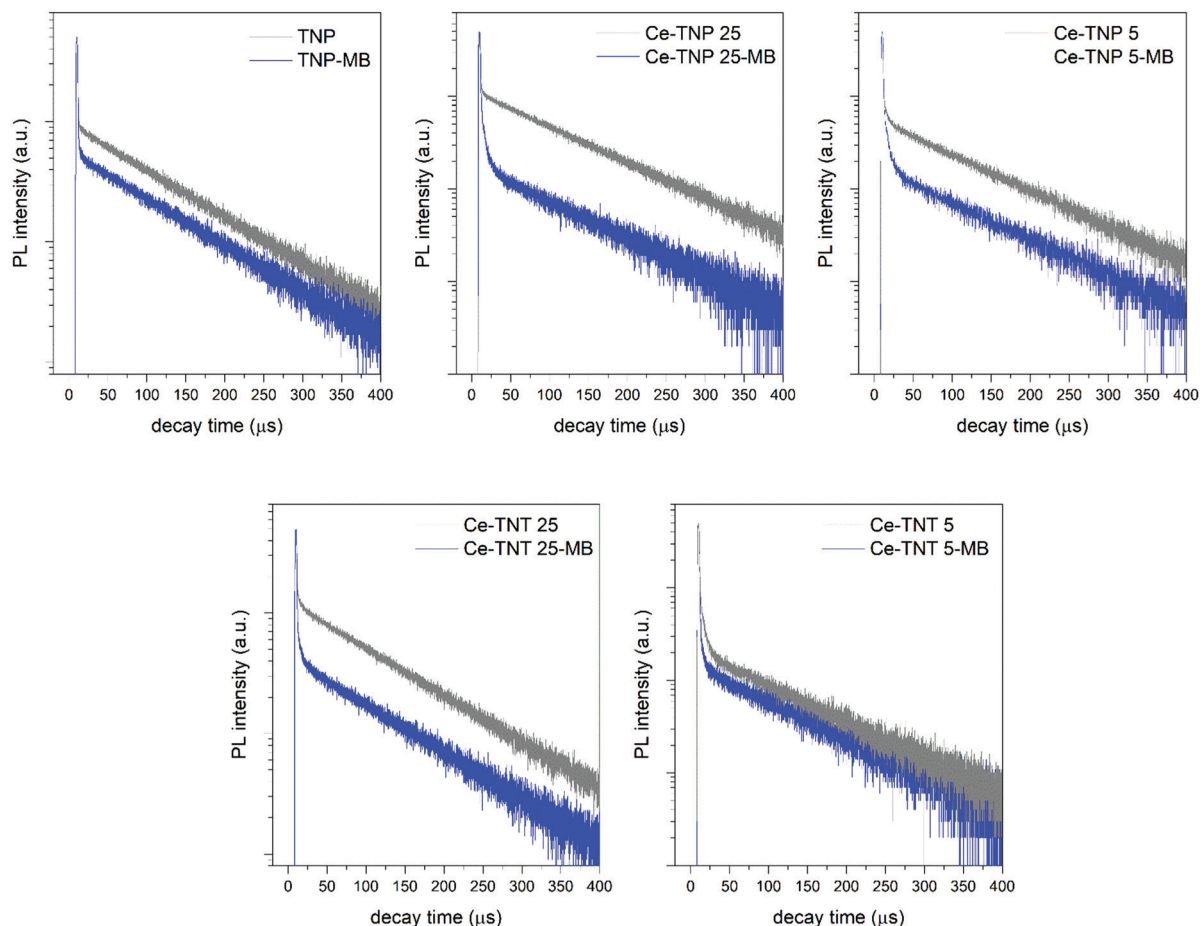 TNP
TNP-MB
PL intensity (a.u.)
0 50 100 150 200 250 300 350 400
decay time (μs)
Ce-TNP 25
Ce-TNP 25-MB
PL intensity (a.u.)
0 50 100 150 200 250 300 350 400
decay time (μs)
Ce-TNP 5
Ce-TNP 5-MB
PL intensity (a.u.)
0 50 100 150 200 250 300 350 400
decay time (μs)
Ce-TNT 25
Ce-TNT 25-MB
PL intensity (a.u.)
0 50 100 150 200 250 300 350 400
decay time (μs)
Ce-TNT 5
Ce-TNT 5-MB
PL intensity (a.u.)
0 50 100 150 200 250 300 350 400
decay time (μs)